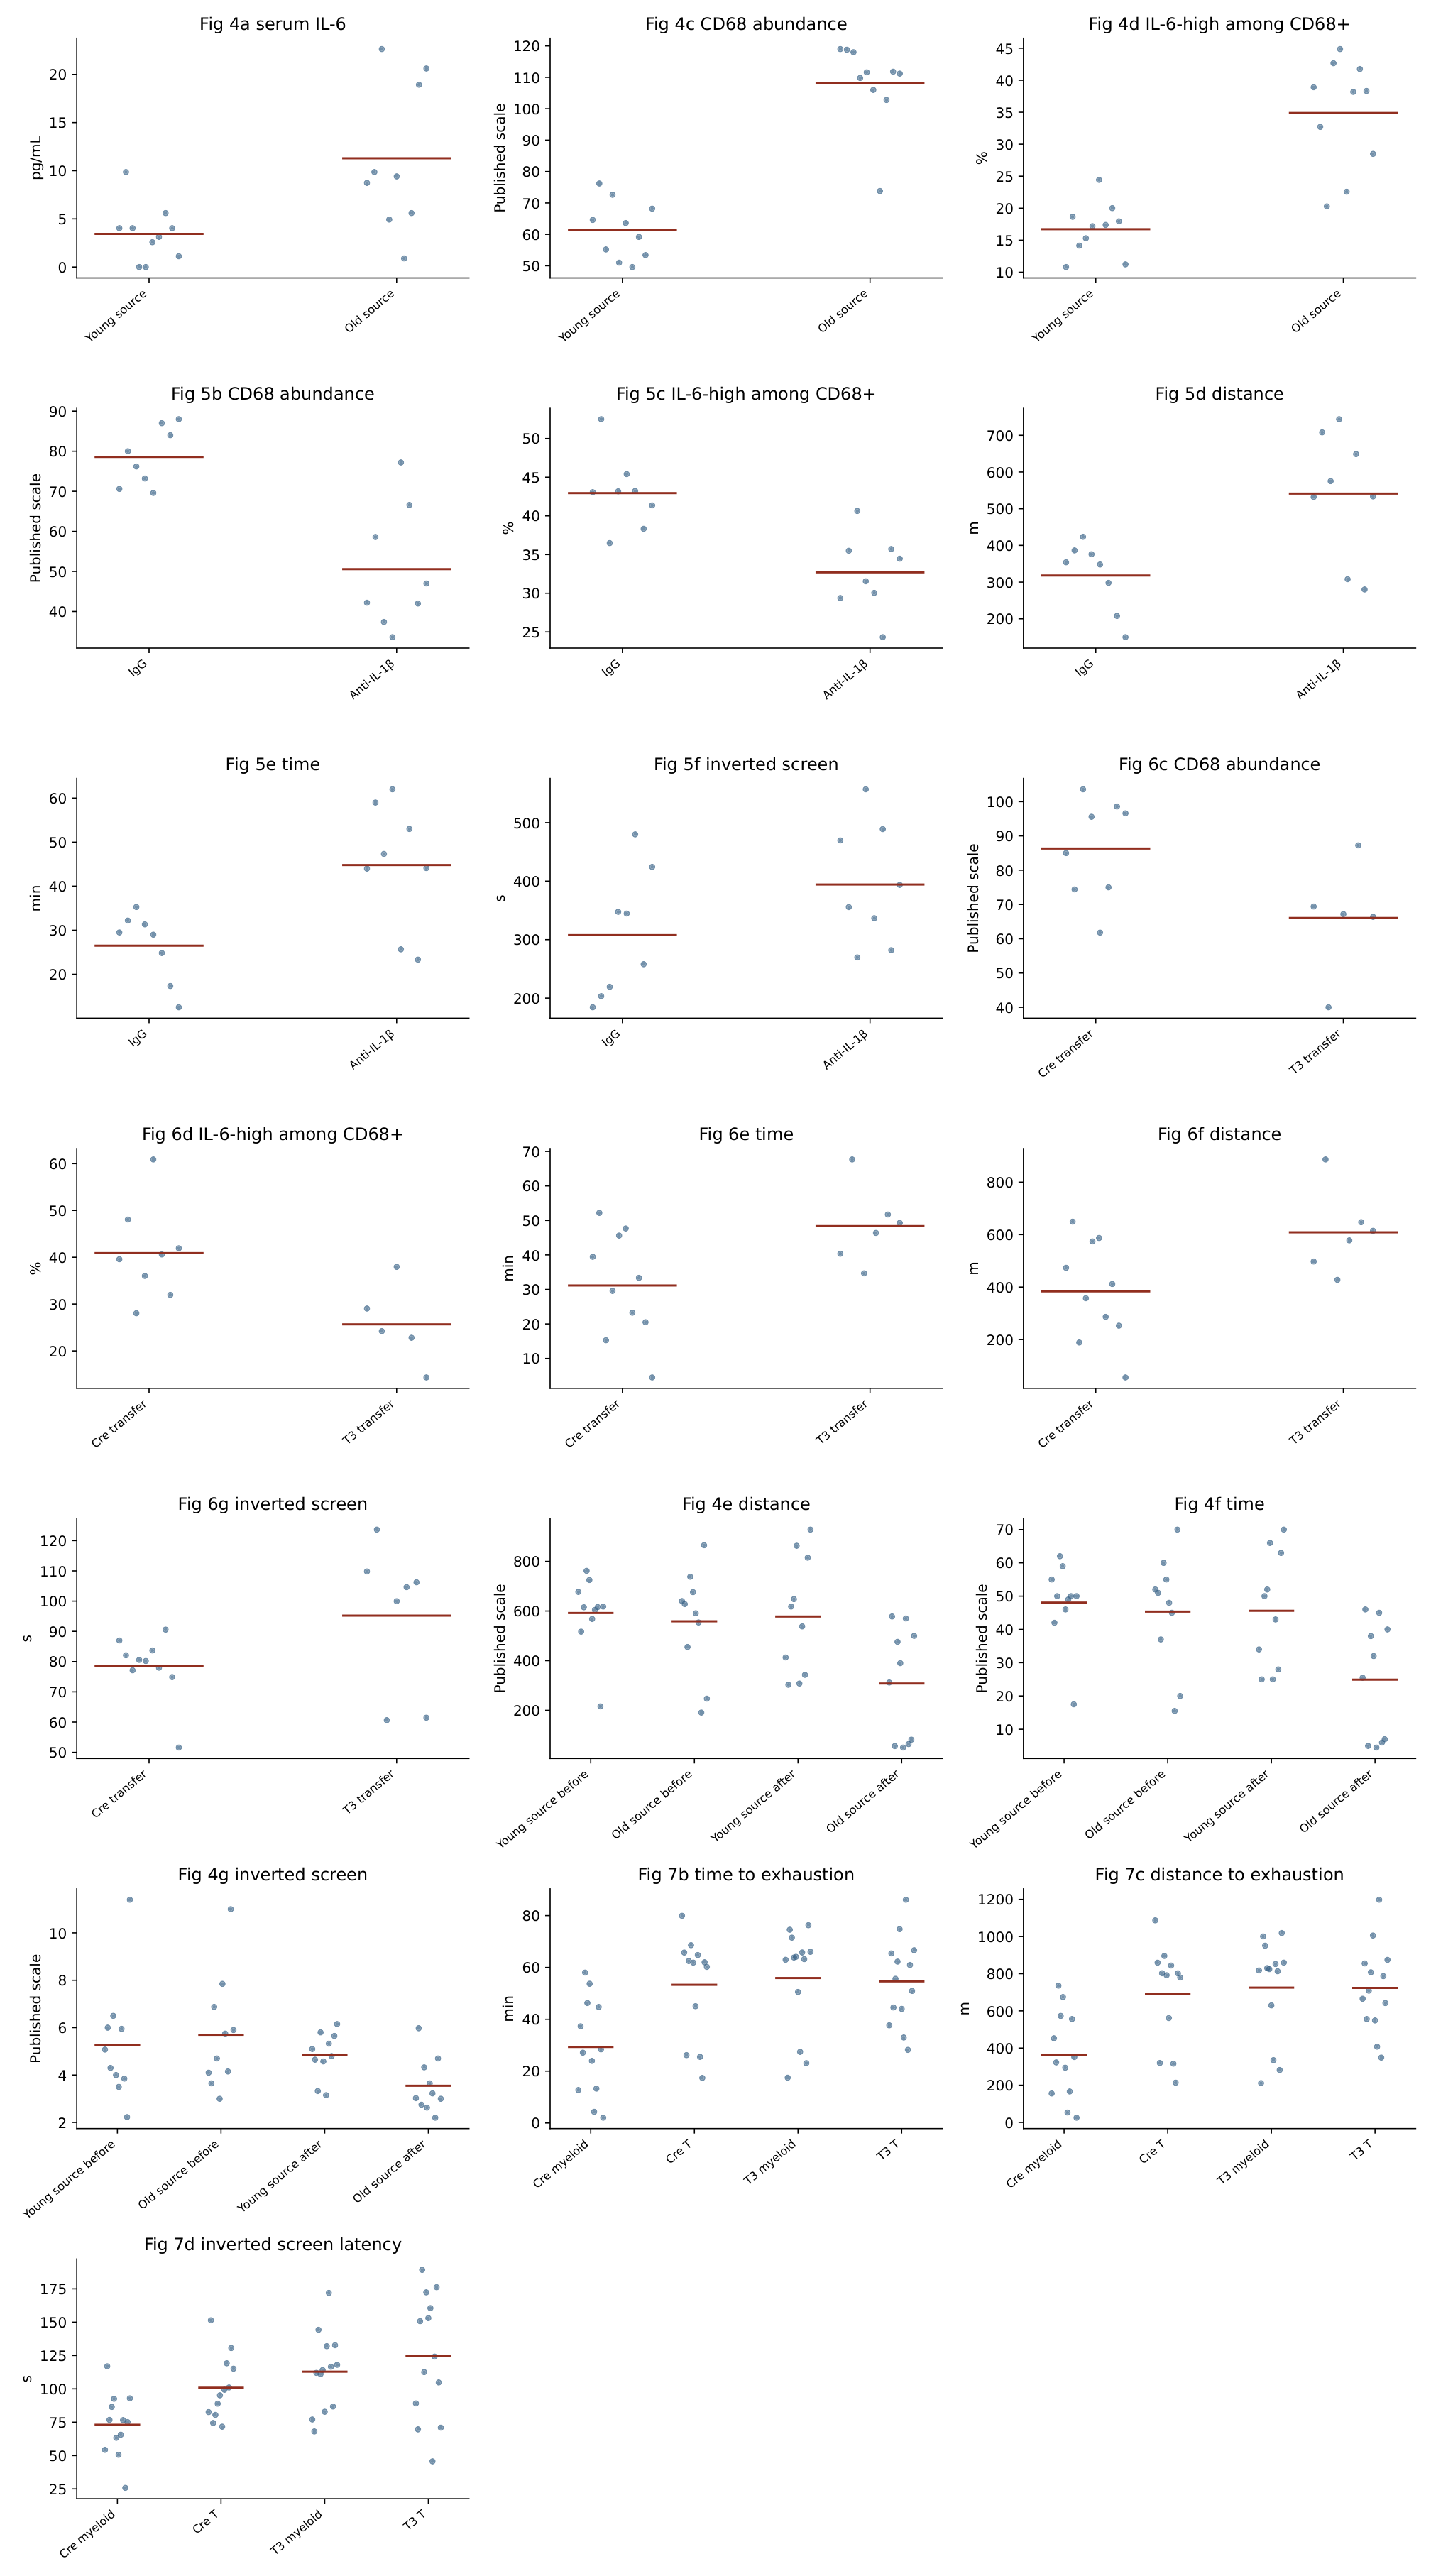 Fig 4a serum IL-6
pg/mL
20
15
10
5
0
Young source
Old source
Fig 4c CD68 abundance
Published scale
120
110
100
90
80
70
60
50
Young source
Old source
Fig 4d IL-6-high among CD68+
%
45
40
35
30
25
20
15
10
Young source
Old source
Fig 5b CD68 abundance
Published scale
90
80
70
60
50
40
IgG
Anti-IL-1β
Fig 5c IL-6-high among CD68+
%
50
45
40
35
30
25
IgG
Anti-IL-1β
Fig 5d distance
m
700
600
500
400
300
200
IgG
Anti-IL-1β
Fig 5e time
min
60
50
40
30
20
IgG
Anti-IL-1β
Fig 5f inverted screen
s
500
400
300
200
IgG
Anti-IL-1β
Fig 6c CD68 abundance
Published scale
100
90
80
70
60
50
40
Cre transfer
T3 transfer
Fig 6d IL-6-high among CD68+
%
60
50
40
30
20
Cre transfer
T3 transfer
Fig 6e time
min
70
60
50
40
30
20
10
Cre transfer
T3 transfer
Fig 6f distance
m
800
600
400
200
Cre transfer
T3 transfer
Fig 6g inverted screen
s
120
110
100
90
80
70
60
50
Cre transfer
T3 transfer
Fig 4e distance
Published scale
800
600
400
200
Young source before
Old source before
Young source after
Old source after
Fig 4f time
Published scale
70
60
50
40
30
20
10
Young source before
Old source before
Young source after
Old source after
Fig 4g inverted screen
Published scale
10
8
6
4
2
Young source before
Old source before
Young source after
Old source after
Fig 7b time to exhaustion
min
80
60
40
20
0
Cre myeloid
Cre T
T3 myeloid
T3 T
Fig 7c distance to exhaustion
m
1200
1000
800
600
400
200
0
Cre myeloid
Cre T
T3 myeloid
T3 T
Fig 7d inverted screen latency
s
175
150
125
100
75
50
25
Cre myeloid
Cre T
T3 myeloid
T3 T